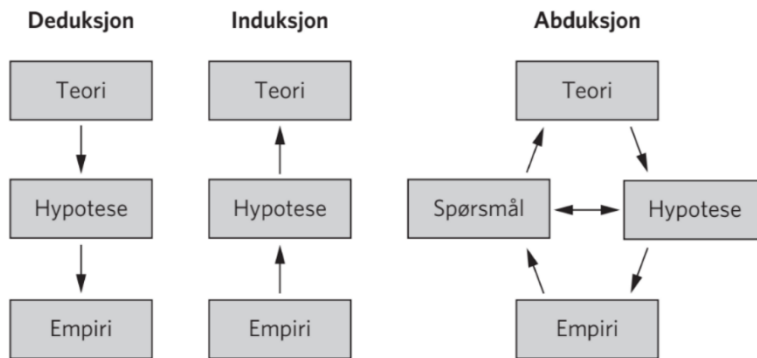 Deduksjon
Induksjon
Abduksjon
Teori
Teori
Teori
Hypotese
Hypotese
Spørsmål
Hypotese
Empiri
Empiri
Empiri